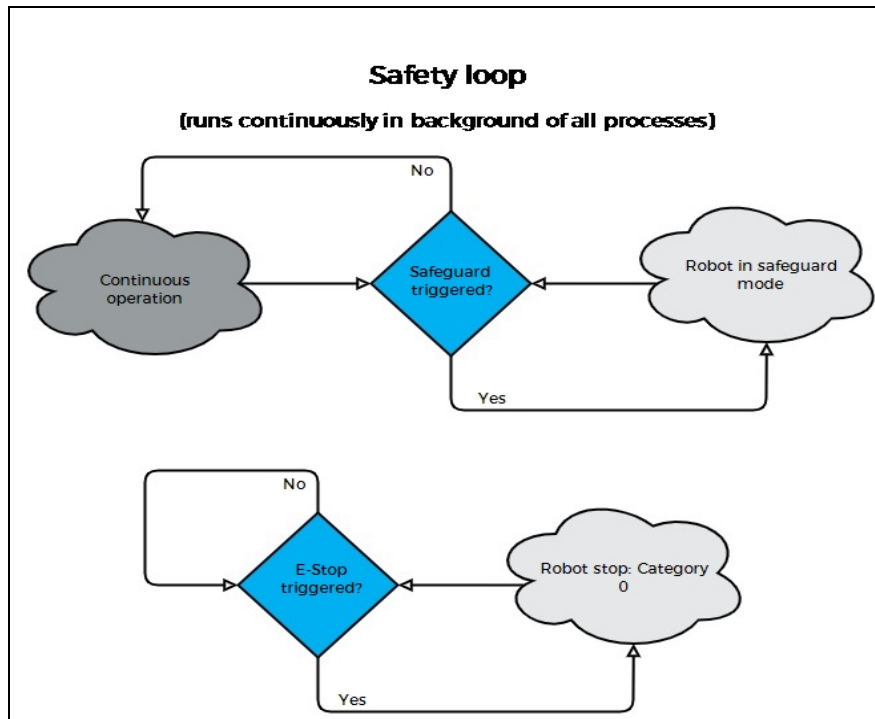 Safety loop
(runs continuously in background of all processes)
No
Continuous
operation
Safeguard
triggered?
Robot in safeguard
mode
Yes
No
E-Stop
triggered?
Robot stop: Category
0
Yes